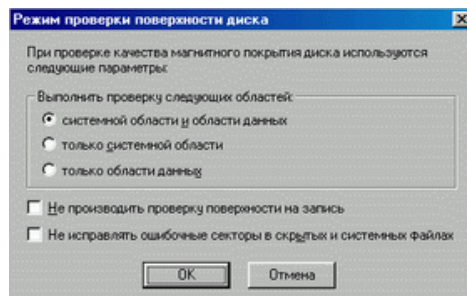 Режим проверки поверхности диска
При проверке качества магнитного покрытия диска используются
следующие параметры:
Выполнить проверку следующих областей:
системной области и области данных
только системной области
только области данных
Не производить проверку поверхности на запись
Не исправлять ошибочные секторы в скрытых и системных файлах
OK
Отмена